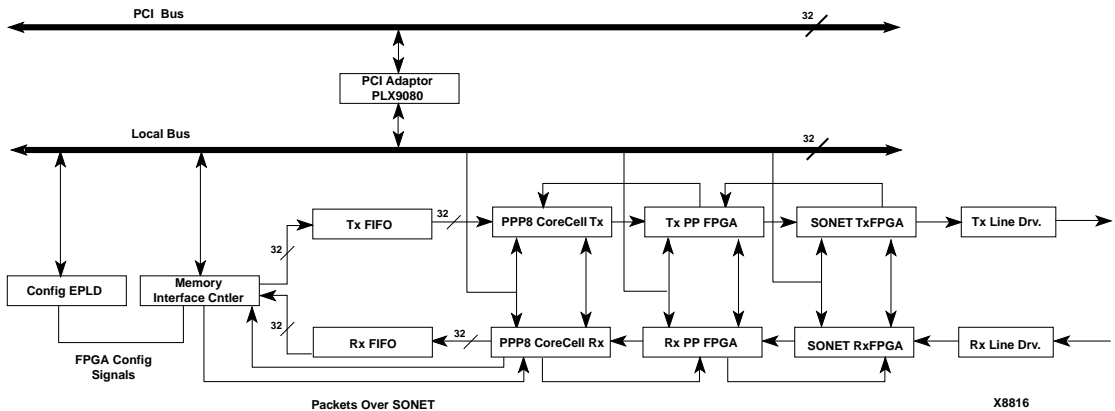 PCI Bus
32
PCI Adaptor
PLX9080
Local Bus
32
Tx FIFO
32
PPP8 CoreCell Tx
Tx PP FPGA
SONET TxFPGA
Tx Line Drv.
32
Config EPLD
Memory
Interface Cntler
32
Rx FIFO
32
PPP8 CoreCell Rx
Rx PP FPGA
SONET RxFPGA
Rx Line Drv.
FPGA Config
Signals
Packets Over SONET
X8816